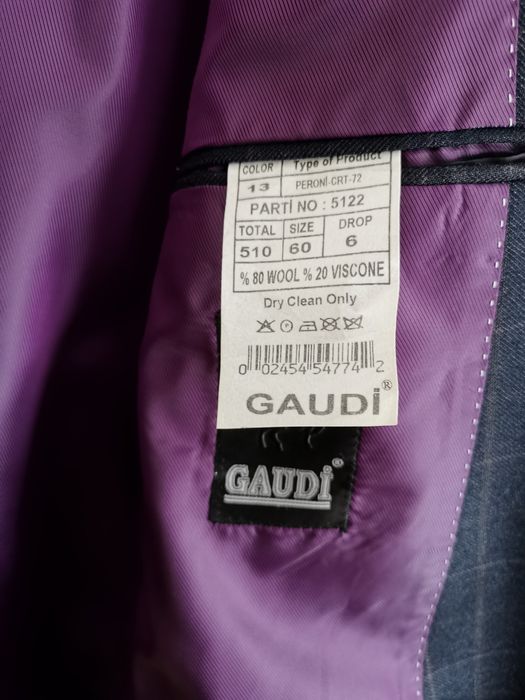 COLOR Type of Product
13 PERONİ-CRT-72
PARTİ NO : 5122
TOTAL SIZE DROP
510 60 6
% 80 WOOL % 20 VISCONE
Dry Clean Only
0 02454 54774 2
GAUDİ®
GAUDİ®